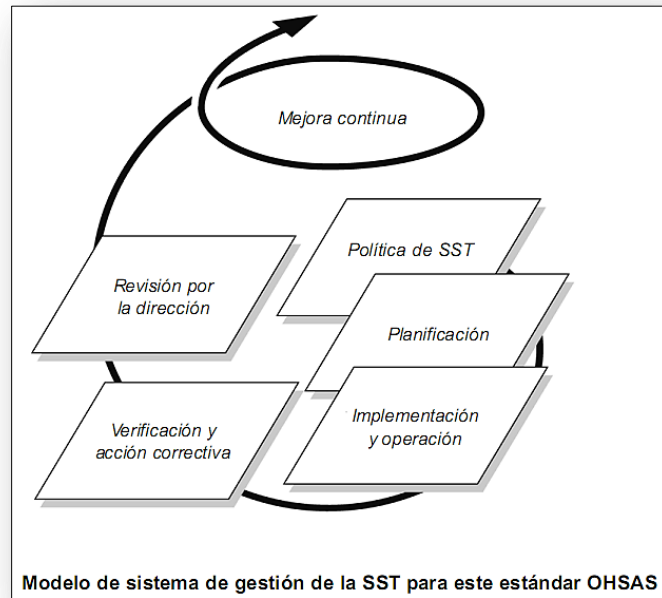 Mejora continua
Política de SST
Planificación
Implementación
y operación
Verificación y
acción correctiva
Revisión por
la dirección
Modelo de sistema de gestión de la SST para este estándar OHSAS